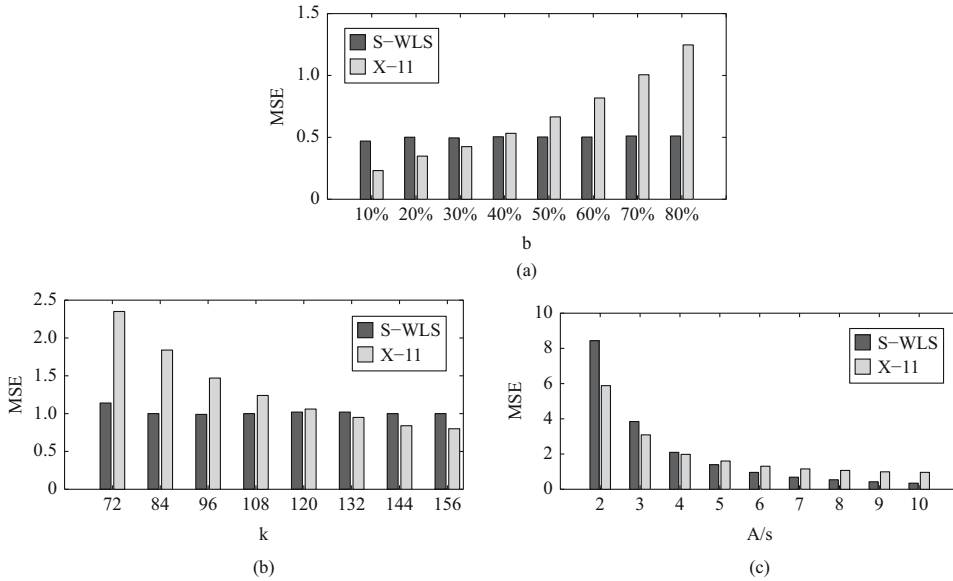 1.5
1.0
0.5
0
MSE
S−WLS
X−11
10% 20% 30% 40% 50% 60% 70% 80%
b
(a)
2.5
2.0
1.5
1.0
0.5
0
MSE
S−WLS
X−11
72 84 96 108 120 132 144 156
k
(b)
10
8
6
4
2
0
MSE
S−WLS
X−11
2 3 4 5 6 7 8 9 10
A/s
(c)